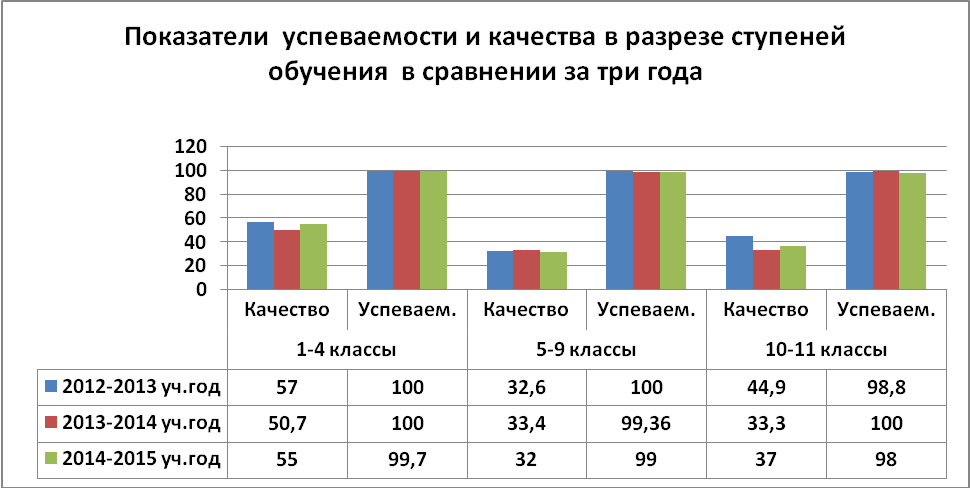 Показатели успеваемости и качества в разрезе ступеней
обучения в сравнении за три года
120
100
80
60
40
20
0
Качество Успеваем. Качество Успеваем. Качество Успеваем.
1-4 классы 5-9 классы 10-11 классы
2012-2013 уч.год 57 100 32,6 100 44,9 98,8
2013-2014 уч.год 50,7 100 33,4 99,36 33,3 100
2014-2015 уч.год 55 99,7 32 99 37 98